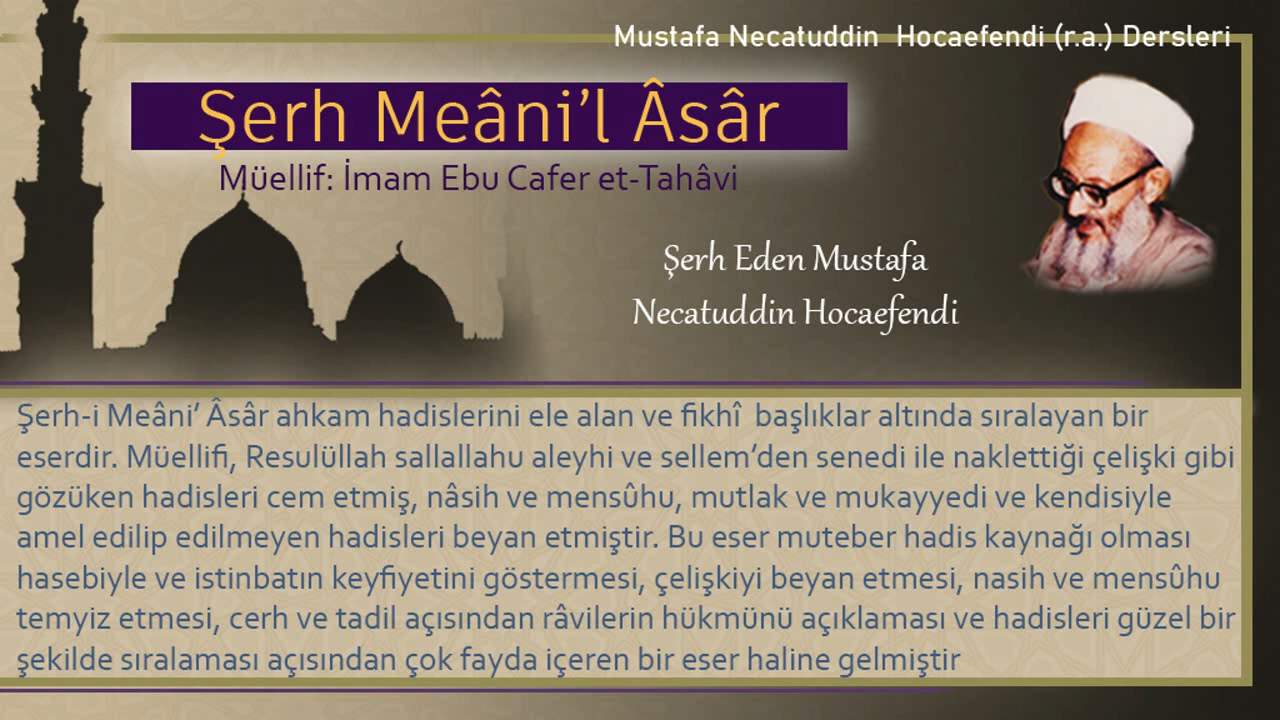 Mustafa Necatuddin Hocaefendi (r.a.) Dersleri
Şerh Meâni’l Âsâr
Müellif: İmam Ebu Cafer et-Tahâvi
Şerh Eden Mustafa
Necatuddin Hocaefendi
Şerh-i Meâni’ Âsâr ahkam hadislerini ele alan ve fikhî başlıklar altında sıralayan bir
eserdir. Müellifi, Resulüllah sallallahu aleyhi ve sellem’den senedi ile naklettiği çelişki gibi
gözüken hadisleri cem etmiş, nâsih ve mensûhu, mutlak ve mukayyedi ve kendisiyle
amel edilip edilmeyen hadisleri beyan etmiştir. Bu eser muteber hadis kaynağı olması
hasebiyle ve istinbatın keyfiyetini göstermesi, çelişkiyi beyan etmesi, nasih ve mensûhu
temyiz etmesi, cerh ve tadil açısından râvilerin hükmünü açıklaması ve hadisleri güzel bir
şekilde sıralaması açısından çok fayda içeren bir eser haline gelmiştir